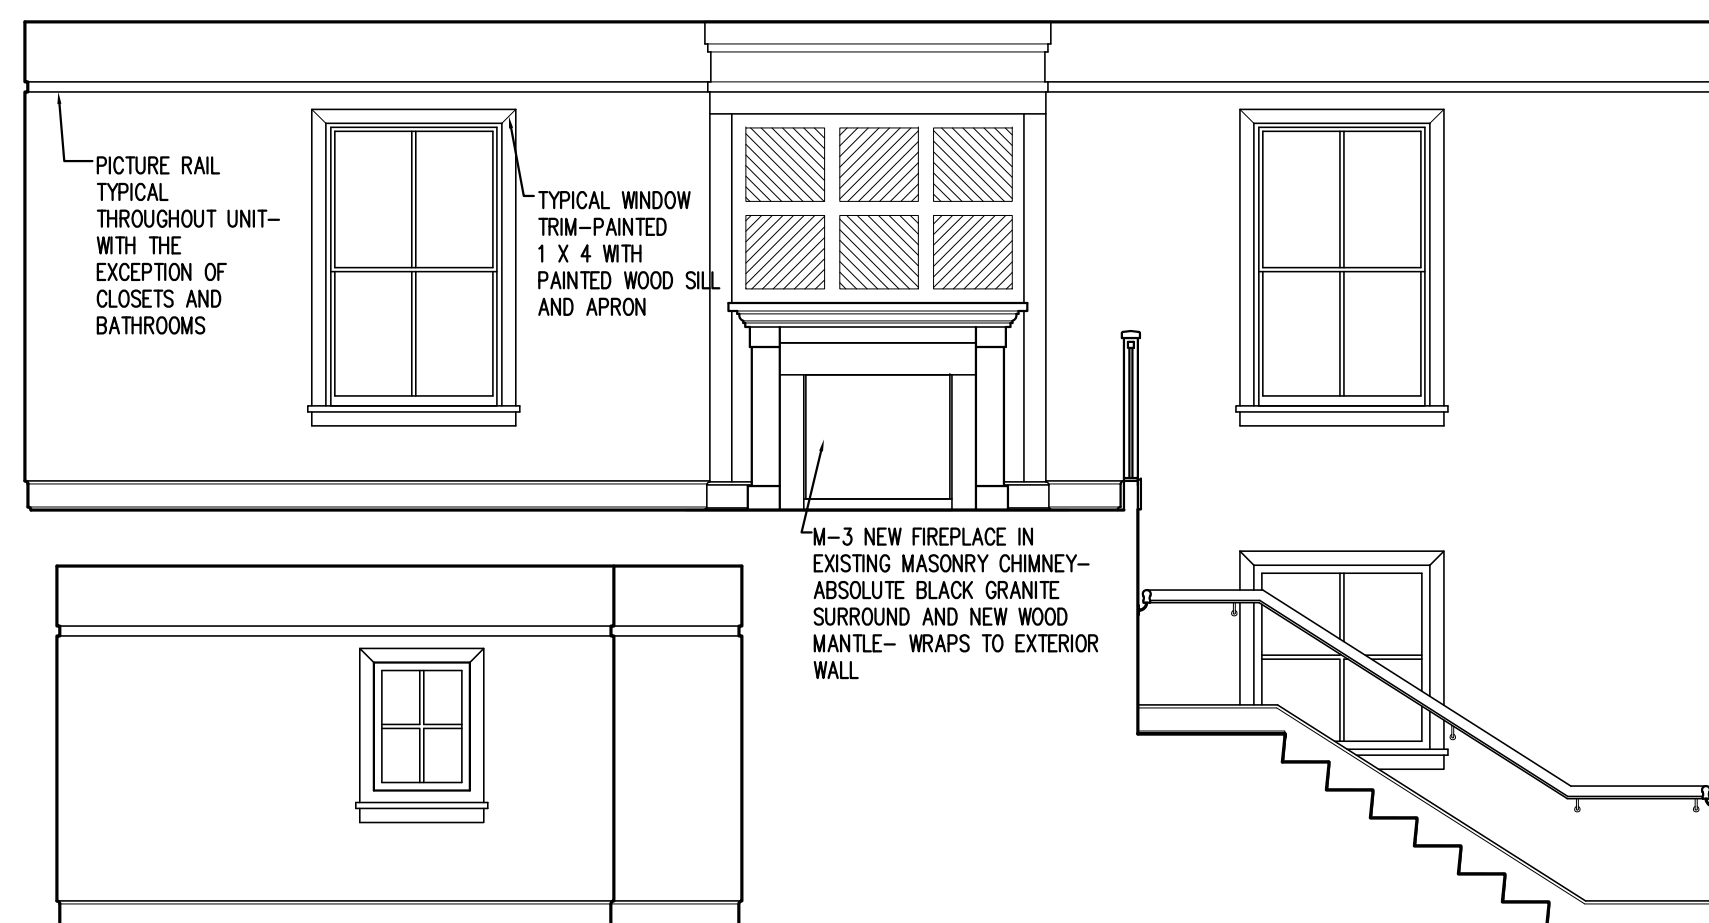 PICTURE RAIL
TYPICAL
THROUGHOUT UNIT-
WITH THE
EXCEPTION OF
CLOSETS AND
BATHROOMS
TYPICAL WINDOW
TRIM-PAINTED
1 X 4 WITH
PAINTED WOOD SILL
AND APRON
M-3 NEW FIREPLACE IN
EXISTING MASONRY CHIMNEY-
ABSOLUTE BLACK GRANITE
SURROUND AND NEW WOOD
MANTLE- WRAPS TO EXTERIOR
WALL